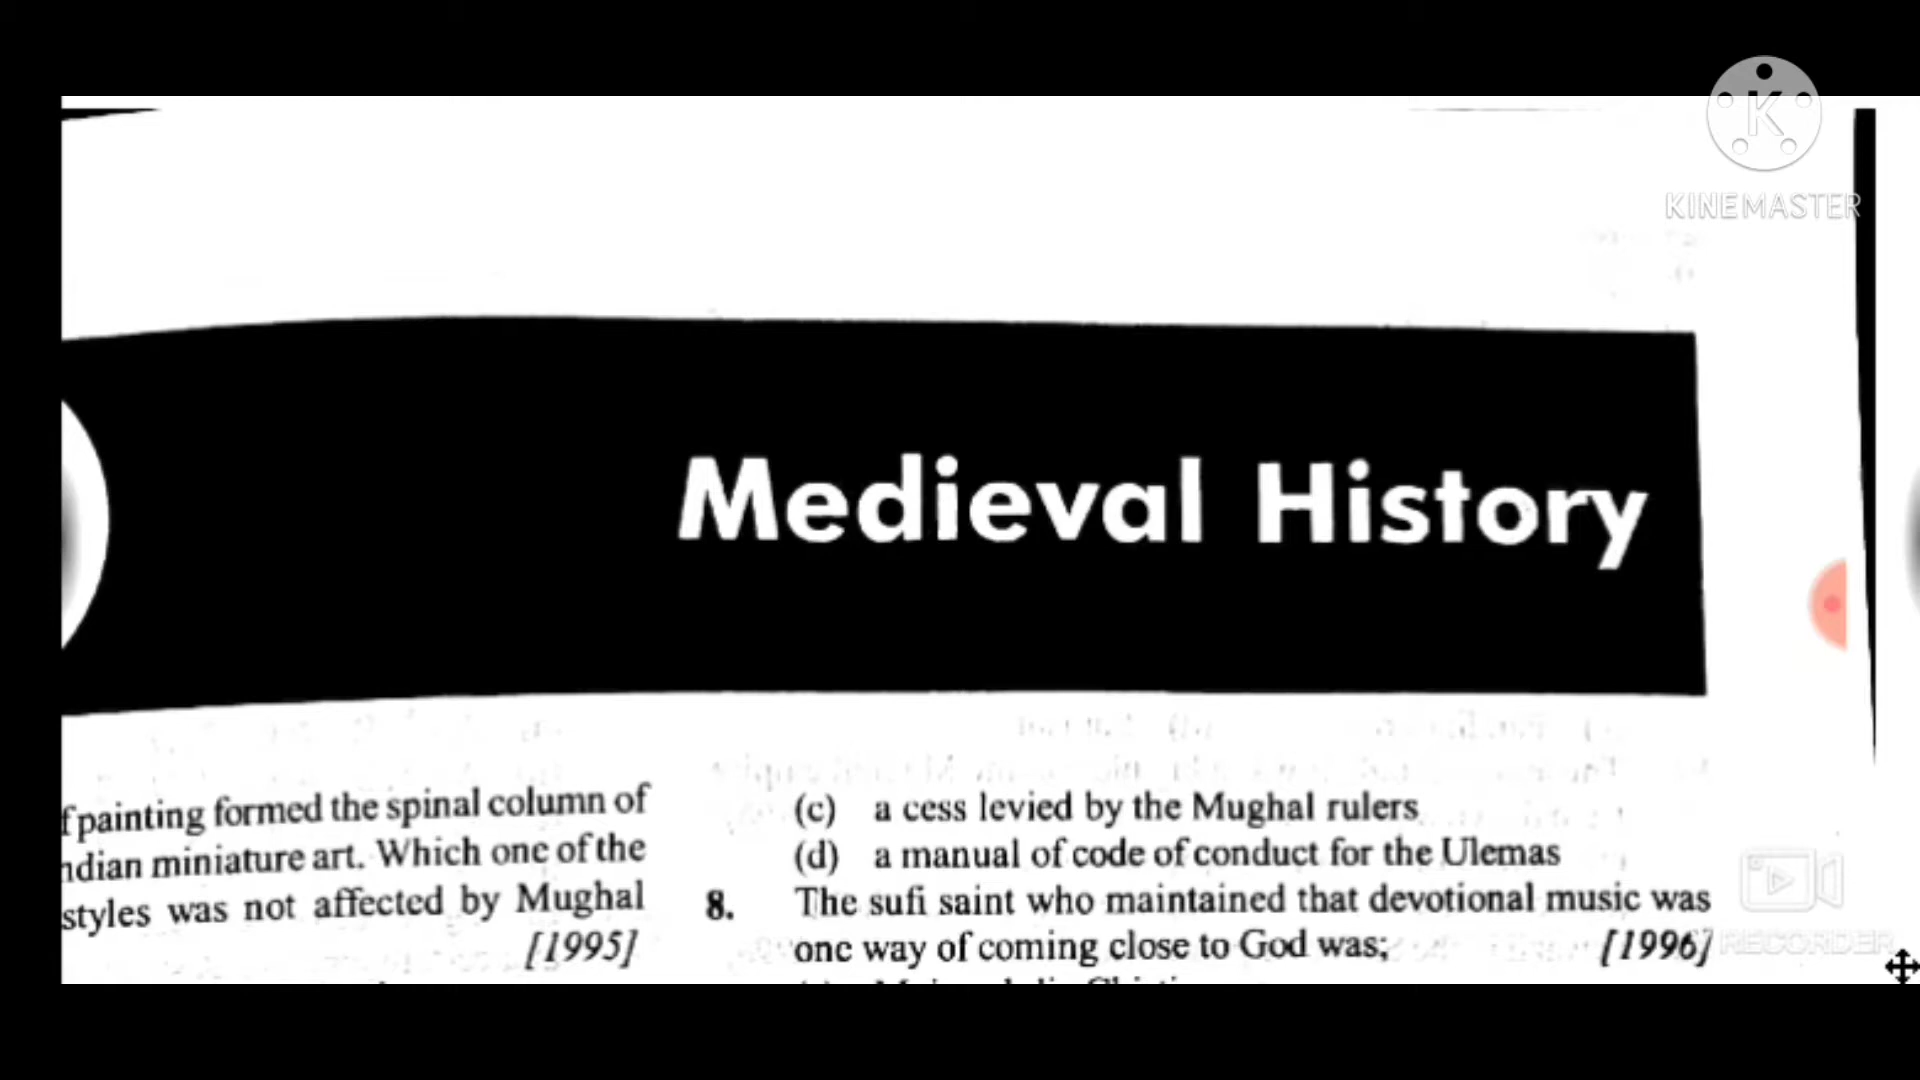 KINEMASTER
Medieval History
painting formed the spinal column of
miniature art. Which one of the
styles was not affected by Mughal
[1995]
(c) a cess levied by the Mughal rulers
(d) a manual of code of conduct for the Ulemas
8. The sufi saint who maintained that devotional music was
one way of coming close to God was; [1996]
RECORDER